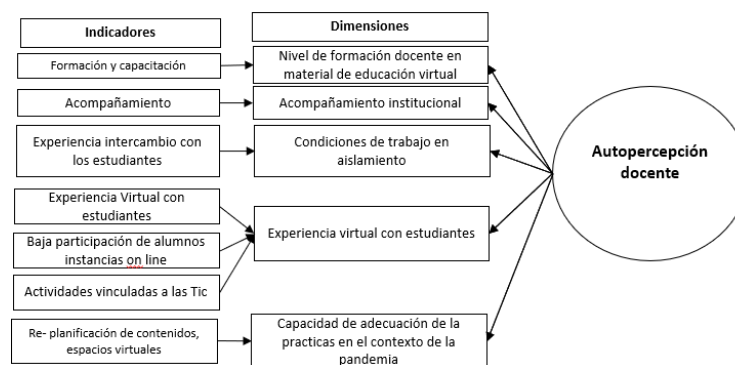 Indicadores
Dimensiones
Formación y capacitación
Nivel de formación docente en
material de educación virtual
Acompañamiento
Acompañamiento institucional
Experiencia intercambio con
los estudiantes
Condiciones de trabajo en
aislamiento
Autopercepción
docente
Experiencia Virtual con
estudiantes
Baja participación de alumnos
instancias on line
Actividades vinculadas a las Tic
Experiencia virtual con estudiantes
Re- planificación de contenidos,
espacios virtuales
Capacidad de adecuación de la
practicas en el contexto de la
pandemia